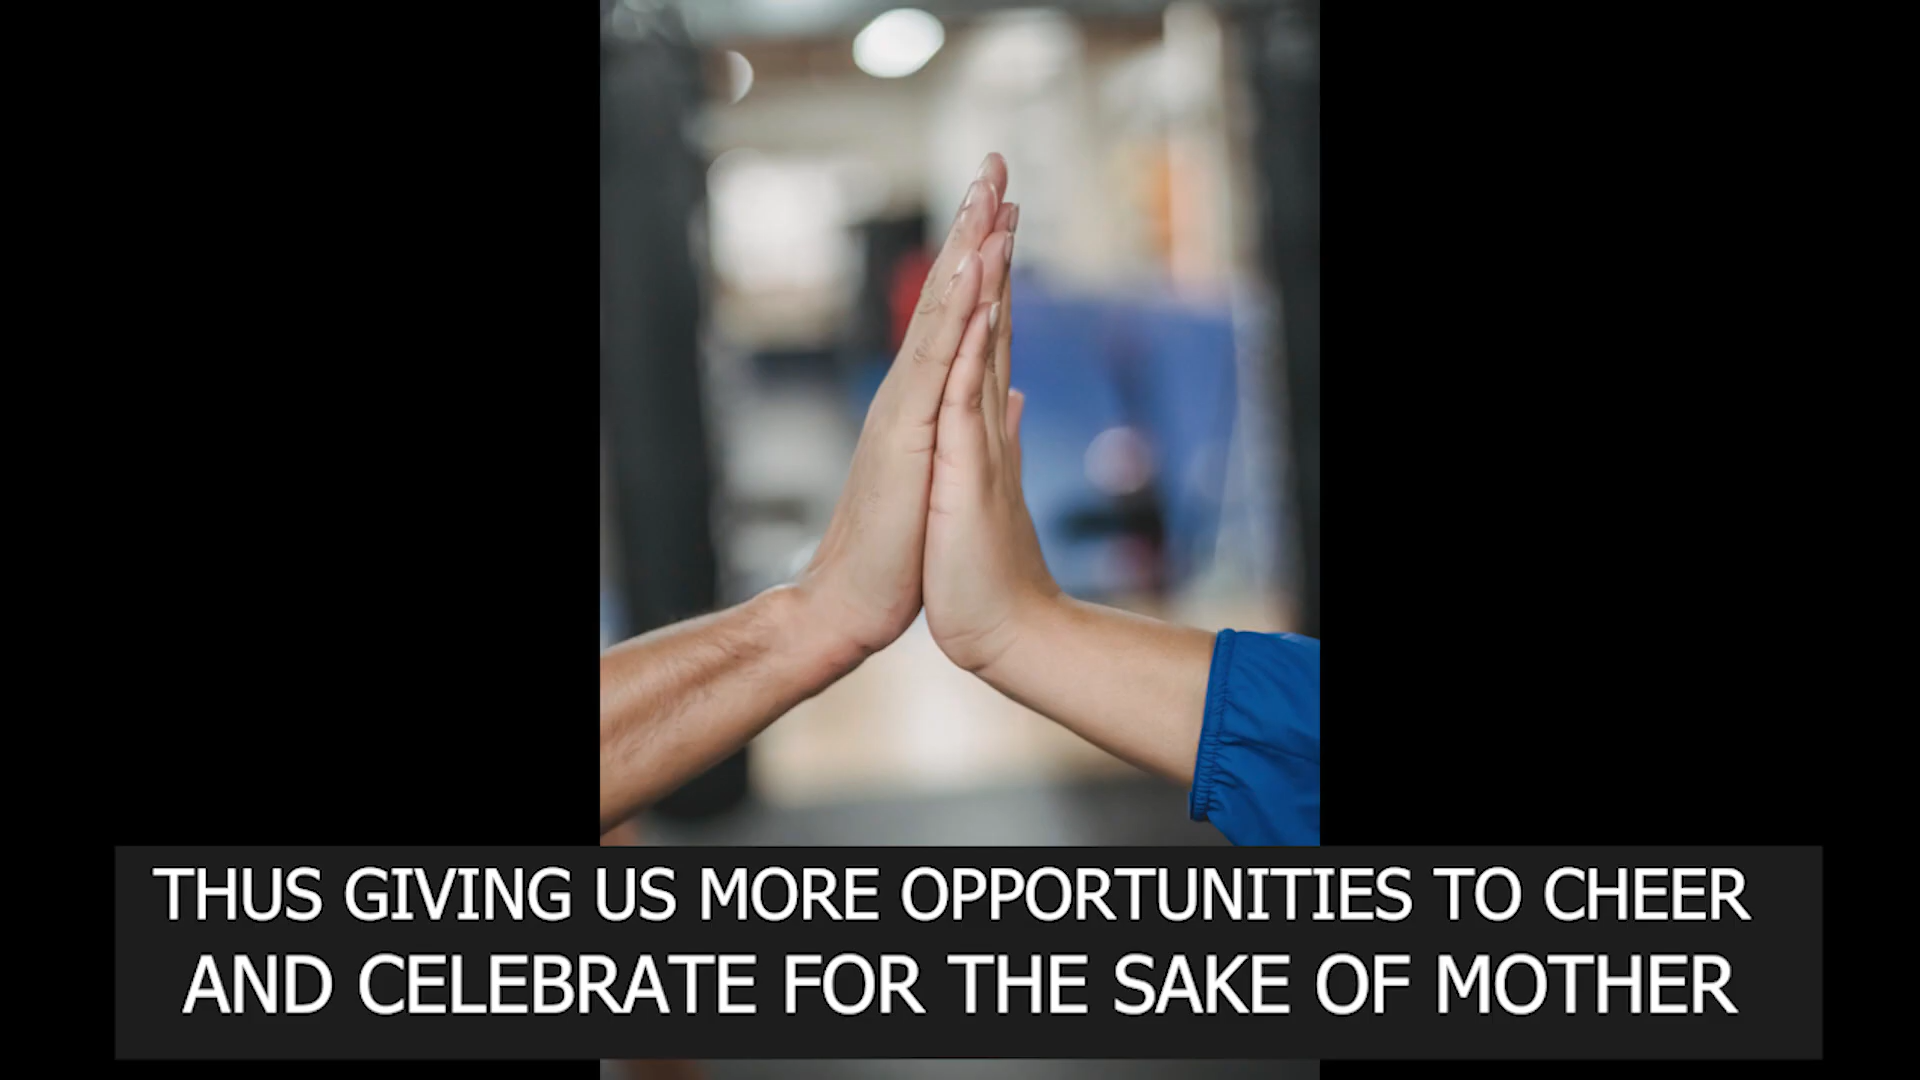 THUS GIVING US MORE OPPORTUNITIES TO CHEER
AND CELEBRATE FOR THE SAKE OF MOTHER